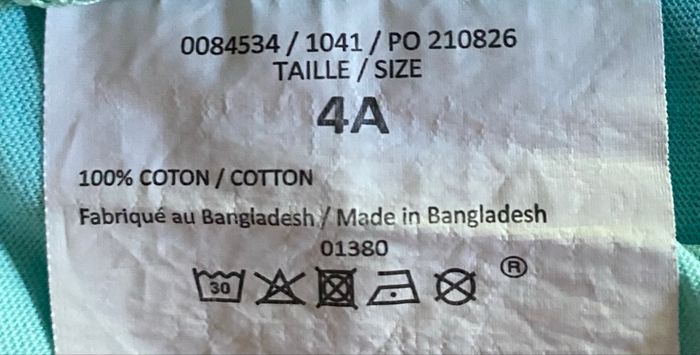 0084534 / 1041 / PO 210826
TAILLE / SIZE
4A
100% COTON / COTTON
Fabriqué au Bangladesh / Made in Bangladesh
01380
30 ®